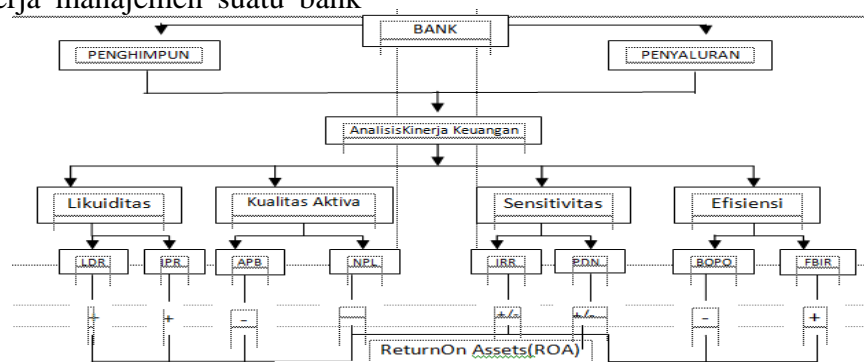 erja manajemen suatu bank
BANK
PENGHIMPUN PENYALURAN
AnalisisKinerja Keuangan
Likuiditas Kualitas Aktiva Sensitivitas Efisiensi
LDR IPR APB NPL IRR PDN BOPO FBIR
+ + - +/- +/- - +
ReturnOn Assets(ROA)